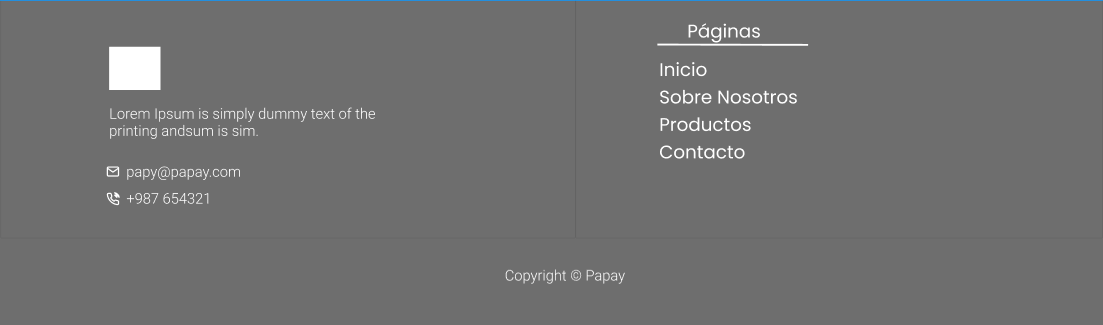 Lorem Ipsum is simply dummy text of the
printing andsum is sim.
papy@papay.com
+987 654321
Páginas
Inicio
Sobre Nosotros
Productos
Contacto
Copyright © Papay